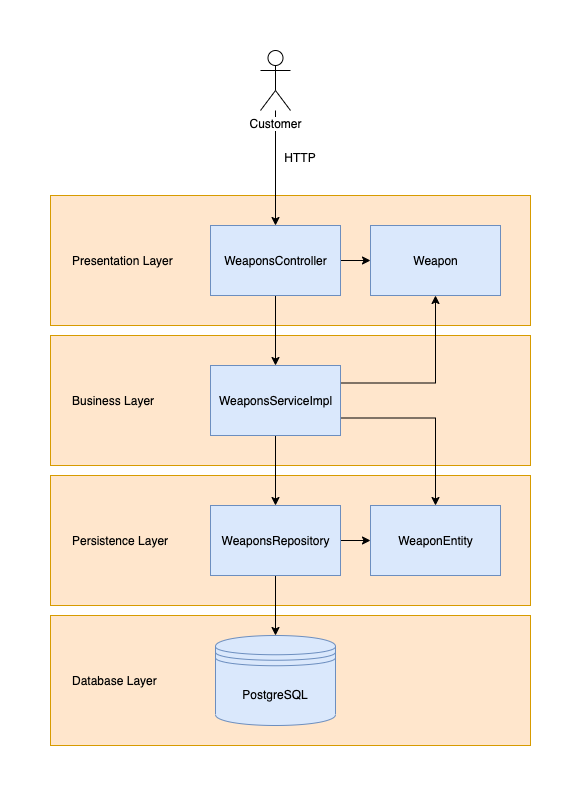 Customer
HTTP
Presentation Layer
WeaponsController
Weapon
Business Layer
WeaponsServiceImpl
Persistence Layer
WeaponsRepository
WeaponEntity
Database Layer
PostgreSQL